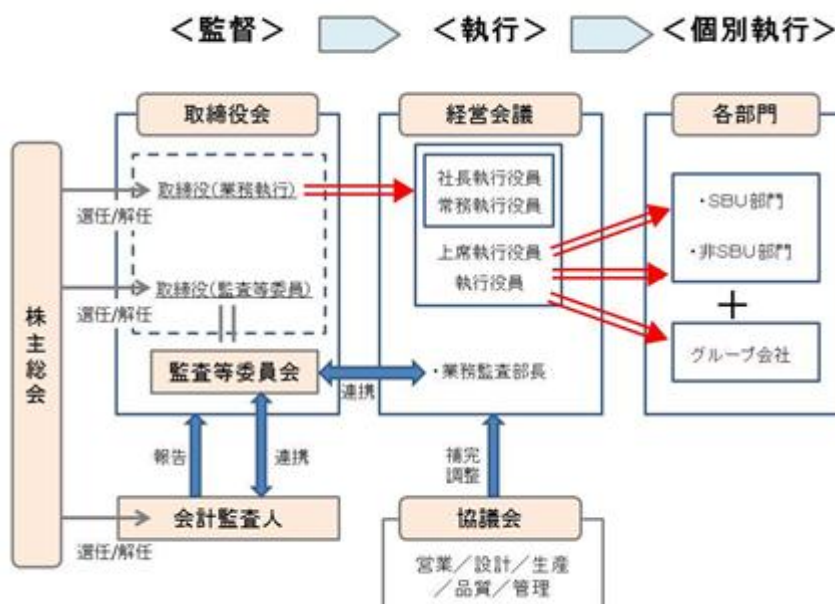 ＜監督＞
＜執行＞
＜個別執行＞
取締役会
経営会議
各部門
株主総会
選任/解任
取締役(業務執行)
選任/解任
取締役(監査等委員)
監査等委員会
社長執行役員
常務執行役員
上席執行役員
執行役員
・業務監査部長
連携
・SBU部門
・非SBU部門
＋
グループ会社
報告
連携
補完
調整
選任/解任
会計監査人
協議会
営業／設計／生産
／品質／管理